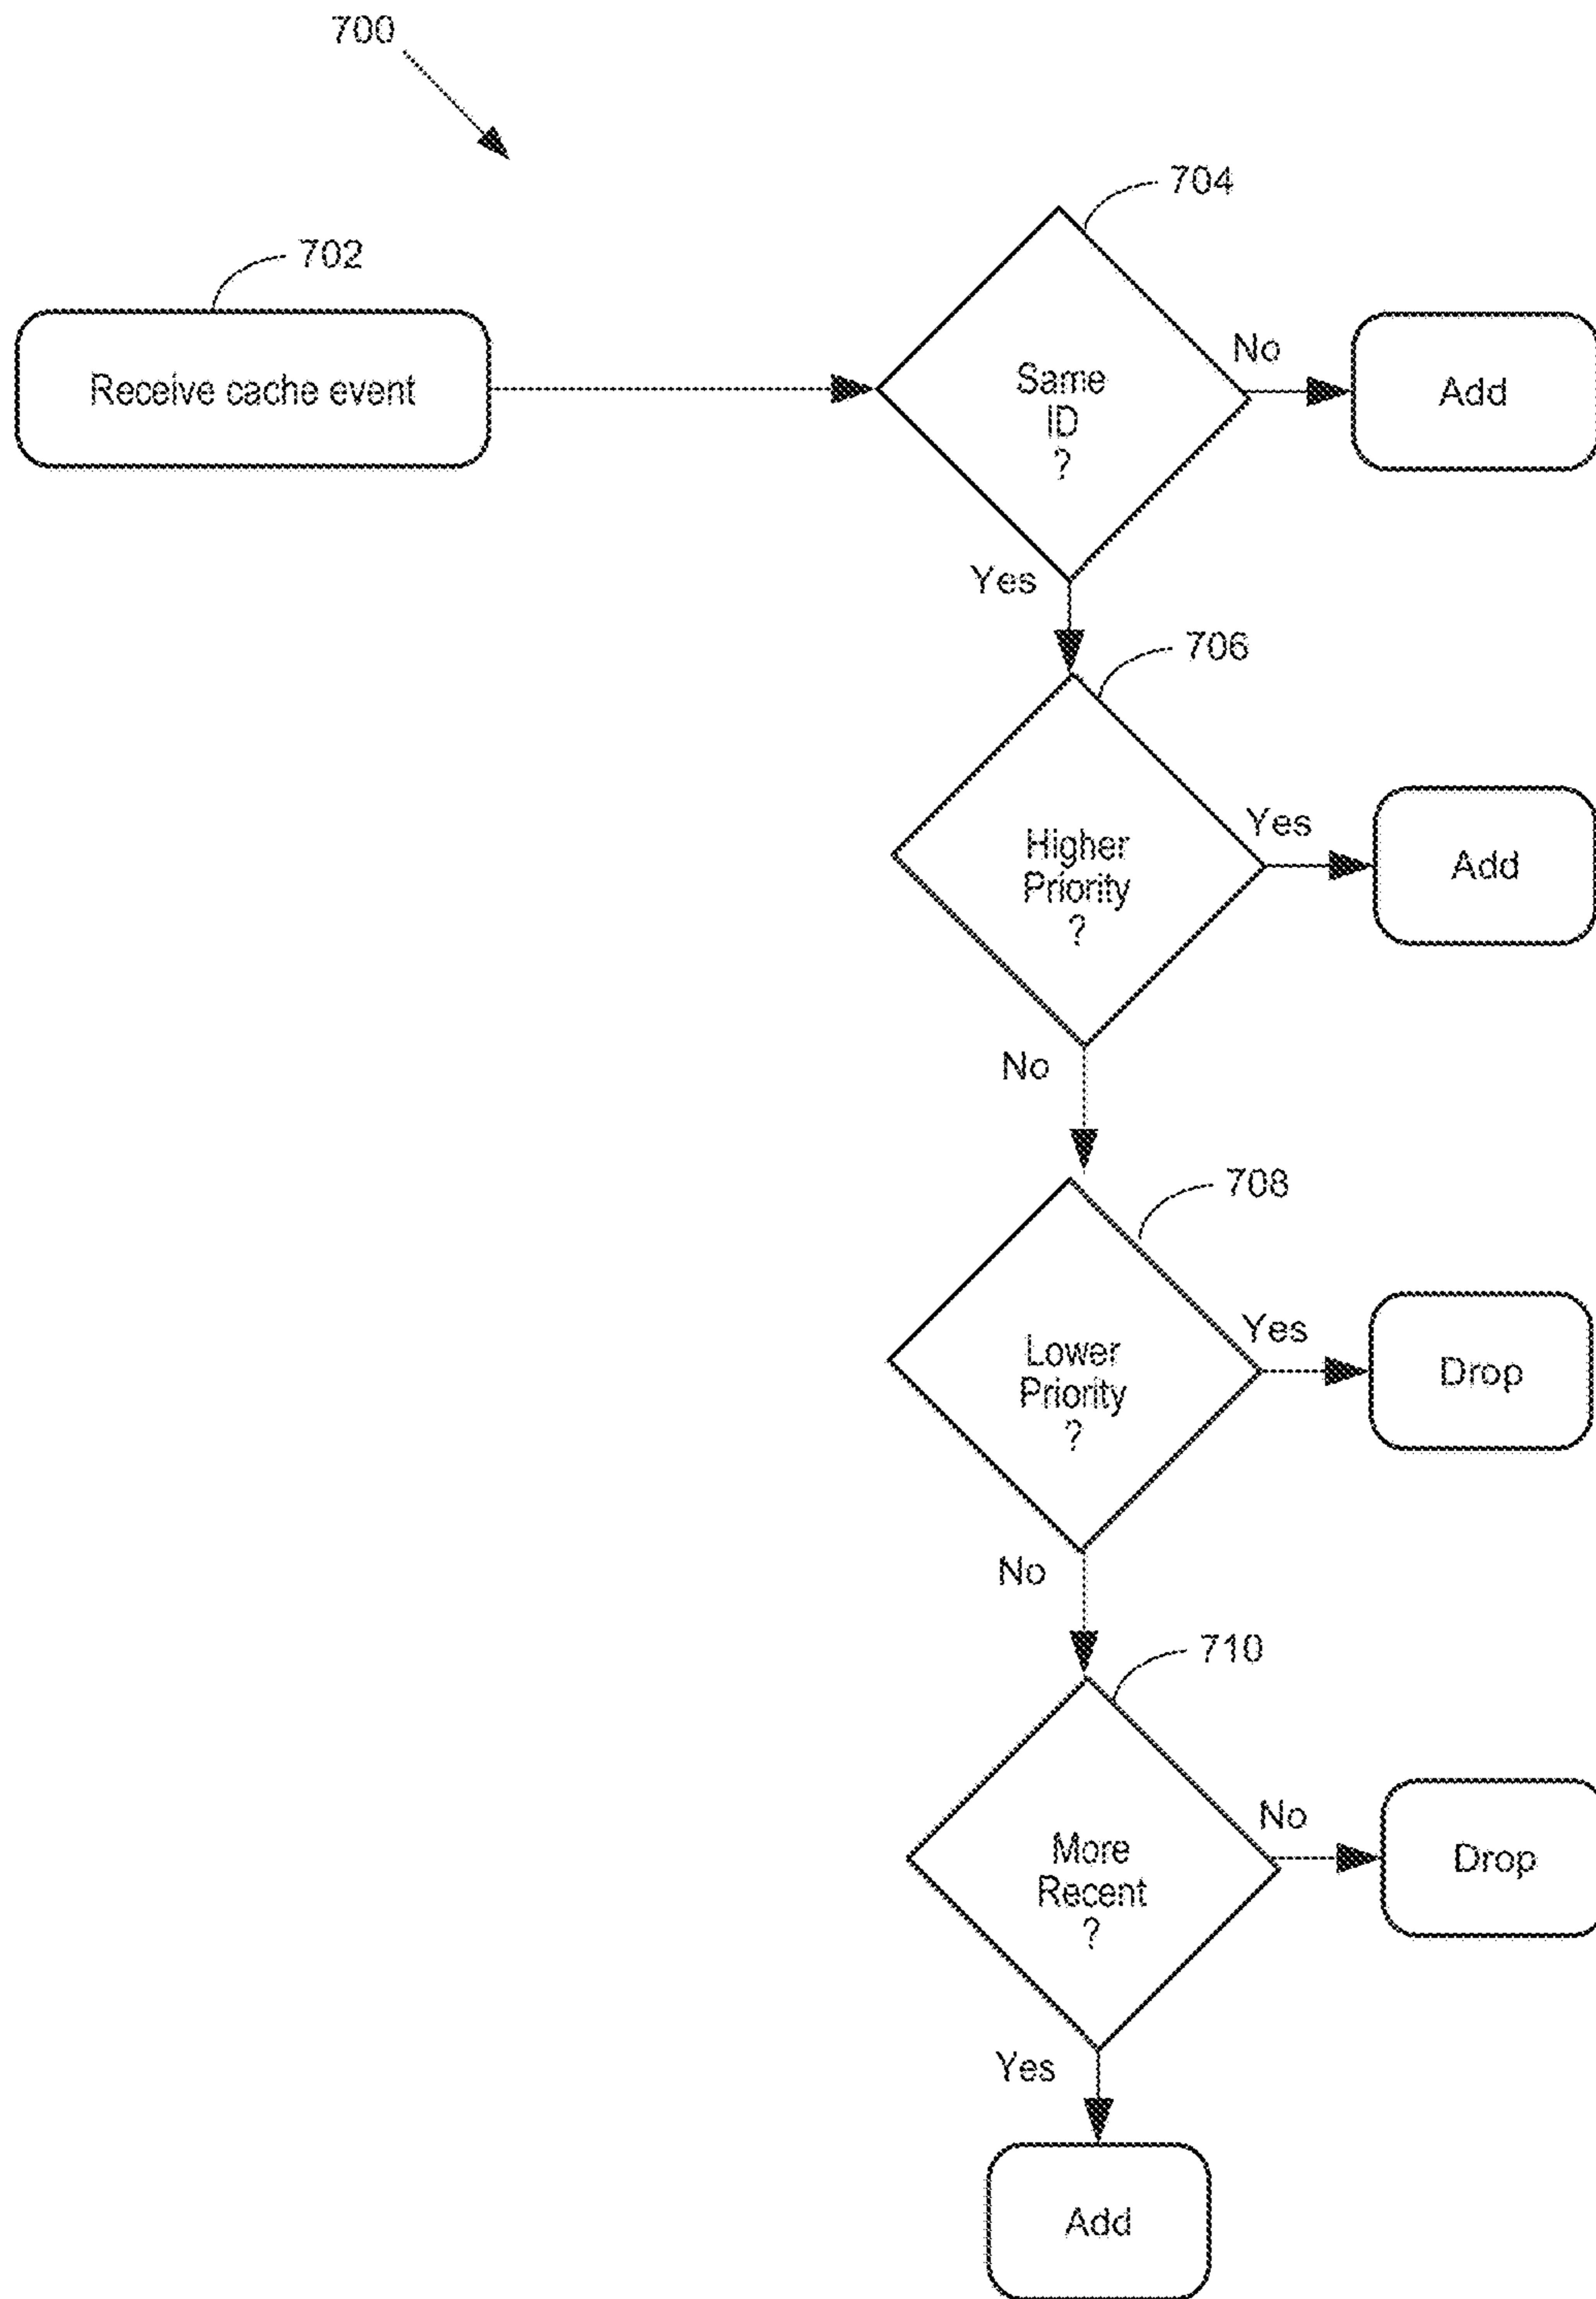 700
704
702
Receive cache event
Same
ID
?
No
Add
Yes
706
Higher
Priority
?
Yes
Add
No
708
Lower
Priority
?
Yes
Drop
No
710
More
Recent
?
No
Drop
Yes
Add